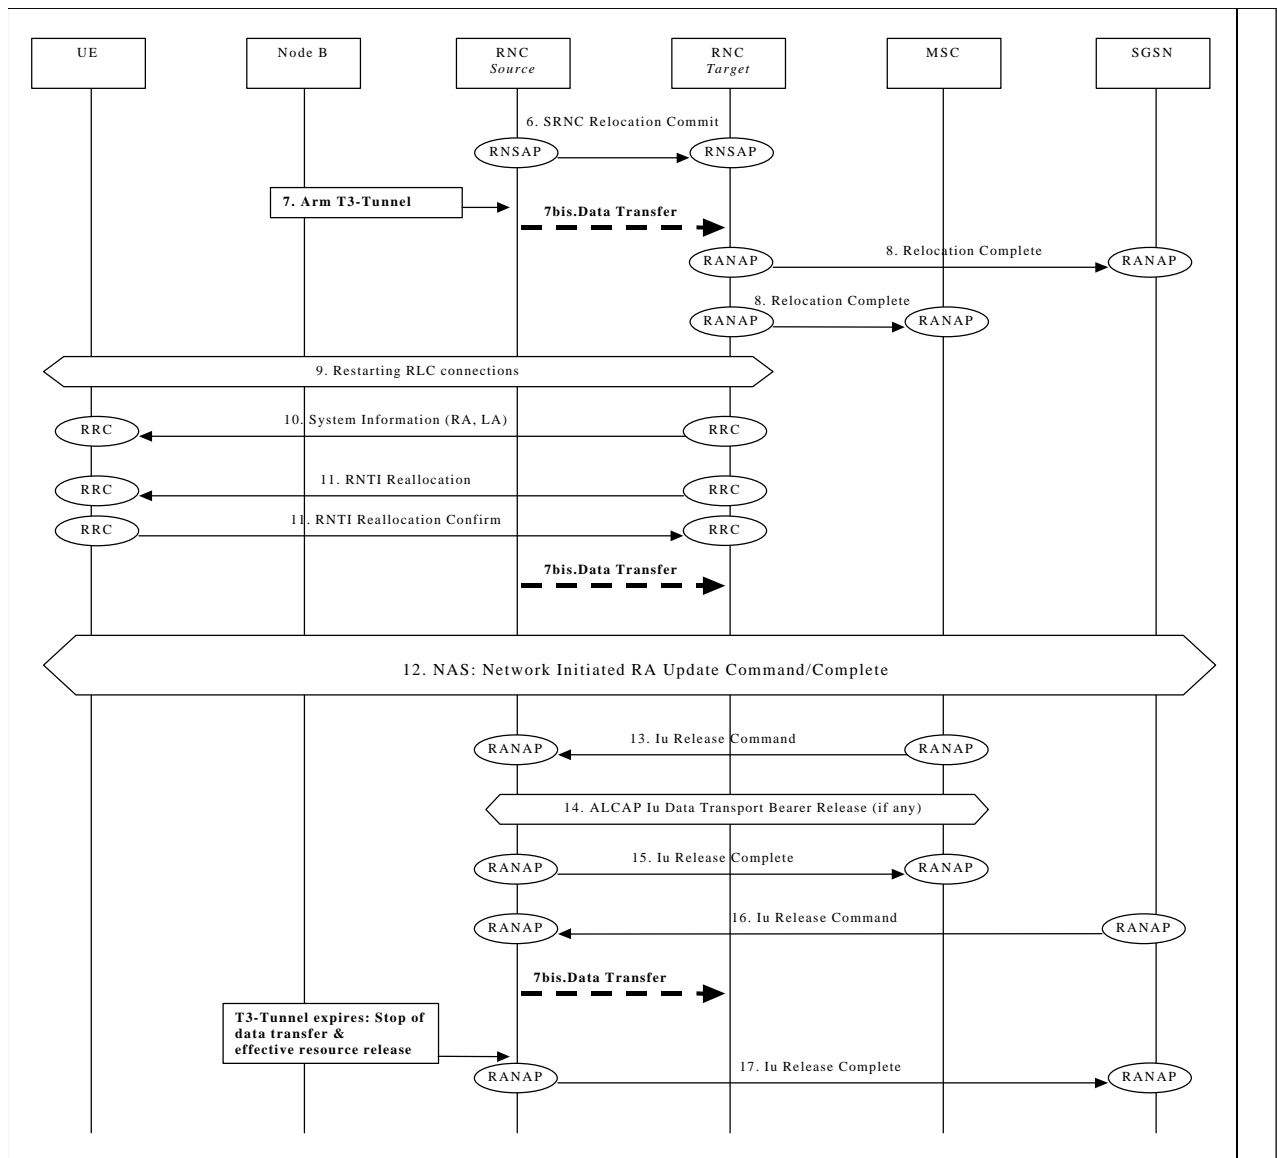 UE
Node B
RNC
Source
RNC
Target
MSC
SGSN
6. SRNC Relocation Commit
RNSAP
RNSAP
7. Arm T3-Tunnel
7bis.Data Transfer
RANAP
8. Relocation Complete
RANAP
RANAP
8. Relocation Complete
RANAP
9. Restarting RLC connections
RRC
10. System Information (RA, LA)
RRC
RRC
11. RNTI Reallocation
RRC
RRC
11. RNTI Reallocation Confirm
RRC
7bis.Data Transfer
12. NAS: Network Initiated RA Update Command/Complete
RANAP
13. Iu Release Command
RANAP
14. ALCAP Iu Data Transport Bearer Release (if any)
RANAP
15. Iu Release Complete
RANAP
RANAP
16. Iu Release Command
RANAP
7bis.Data Transfer
T3-Tunnel expires: Stop of
data transfer &
effective resource release
RANAP
17. Iu Release Complete
RANAP